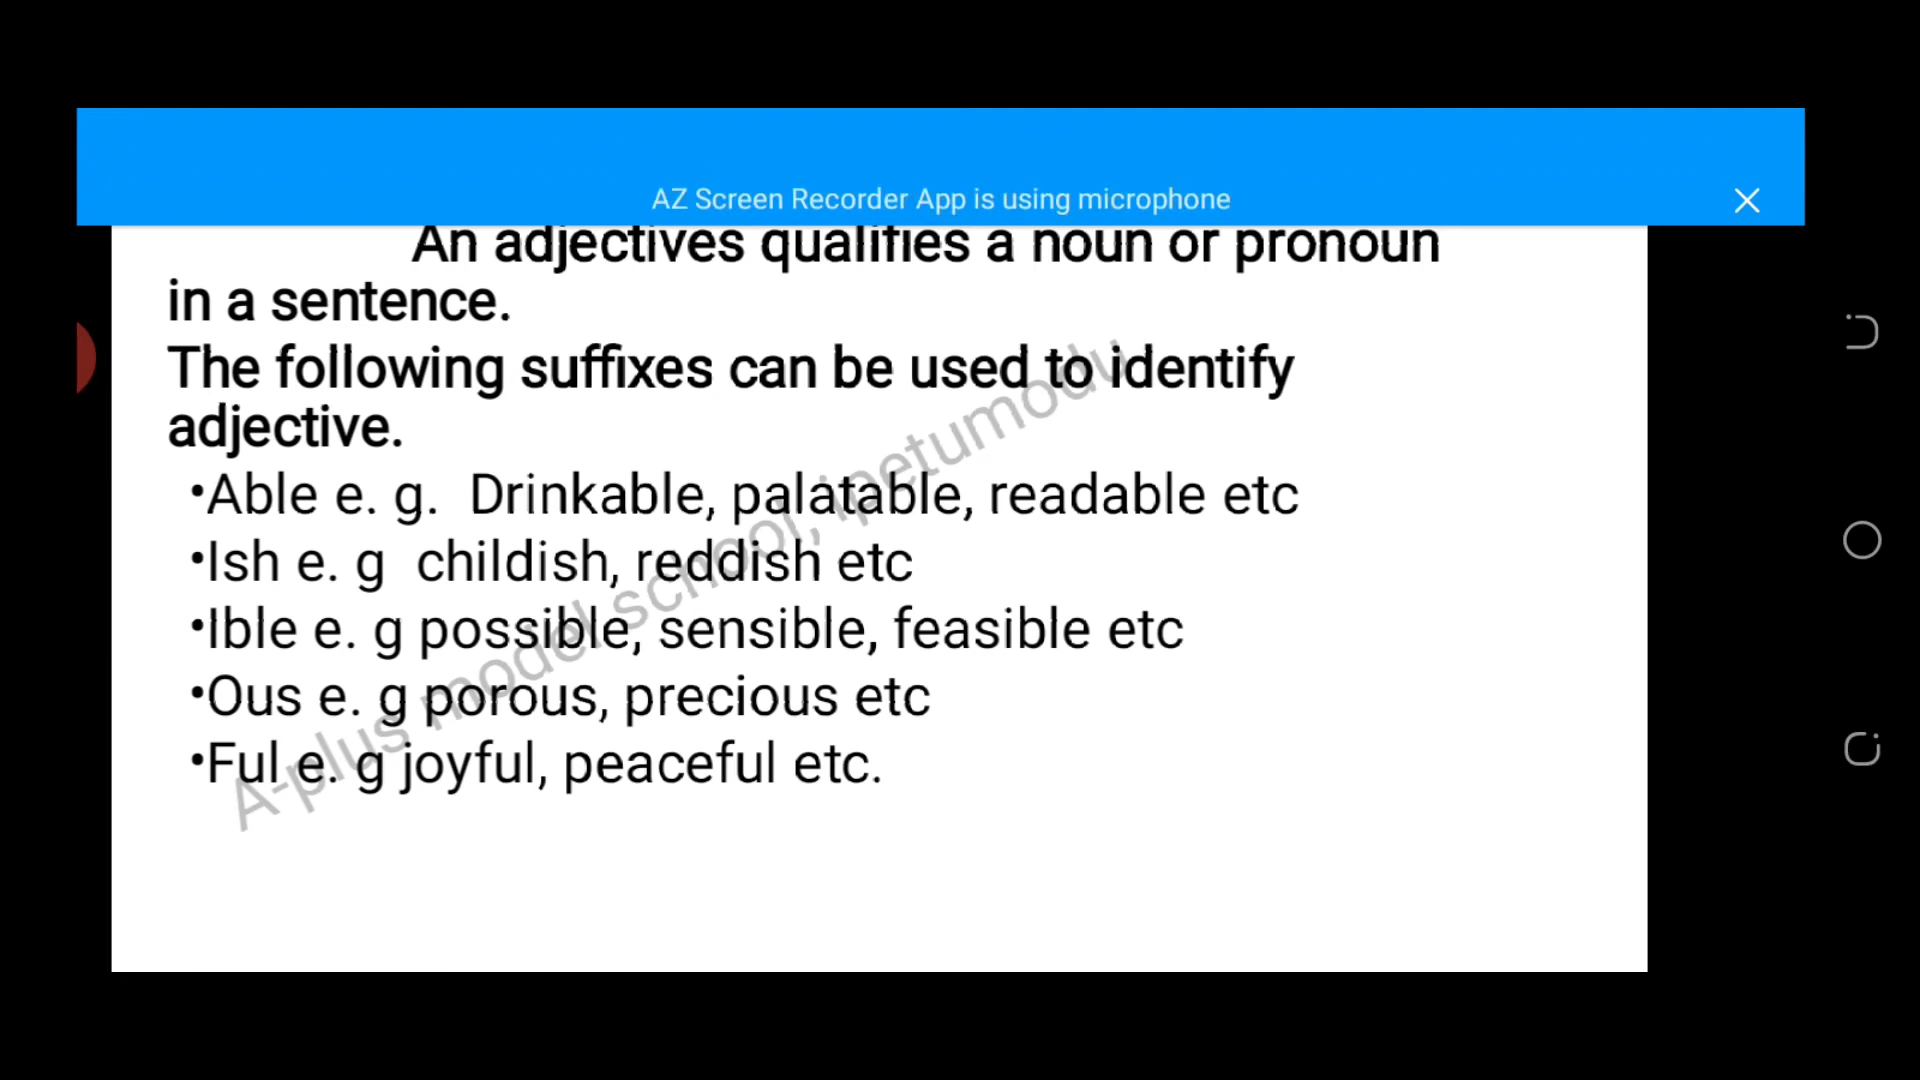 AZ Screen Recorder App is using microphone
An adjectives qualifies a noun or pronoun
in a sentence.
The following suffixes can be used to identify
adjective.
•Able e. g.  Drinkable, palatable, readable etc
•Ish e. g  childish, reddish etc
•Ible e. g possible, sensible, feasible etc
•Ous e. g porous, precious etc
•Ful e. g joyful, peaceful etc.
A-plus model school, ipetumodu